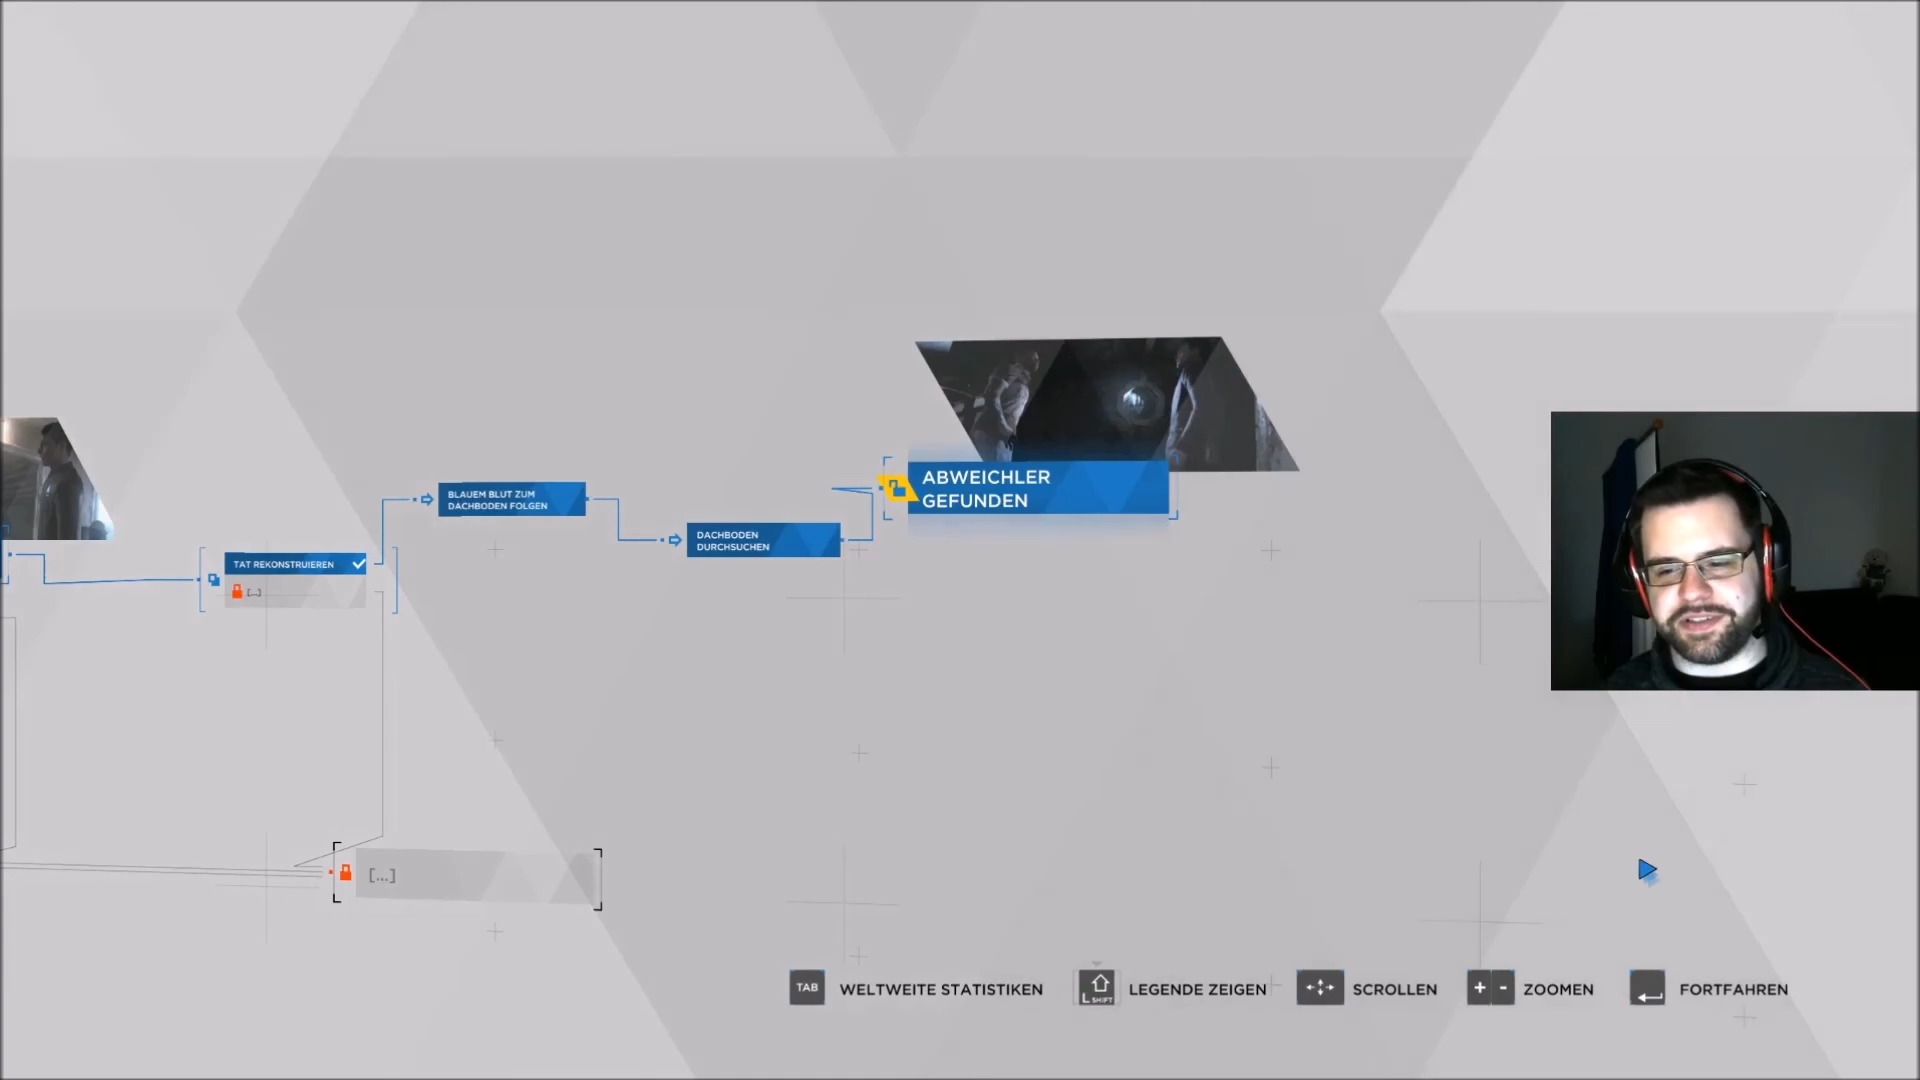 ABWEICHLER
GEFUNDEN
BLAUEM BLUT ZUM
DACHBODEN FOLGEN
DACHBODEN
DURCHSUCHEN
TAT REKONSTRUIEREN
[...]
[...]
TAB WELTWEITE STATISTIKEN
L SHIFT LEGENDE ZEIGEN
SCROLLEN
+ - ZOOMEN
FORTFAHREN